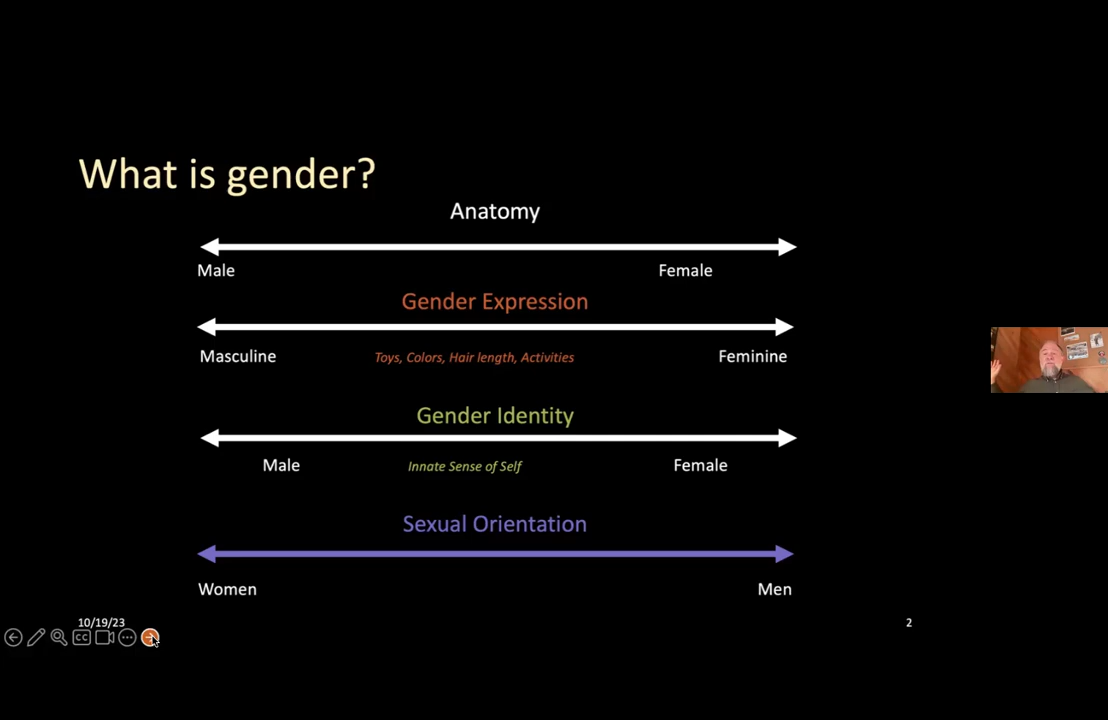 What is gender?
Anatomy
Male Female
Gender Expression
Masculine Toys, Colors, Hair length, Activities Feminine
Gender Identity
Male Innate Sense of Self Female
Sexual Orientation
Women Men
10/19/23 2
CC